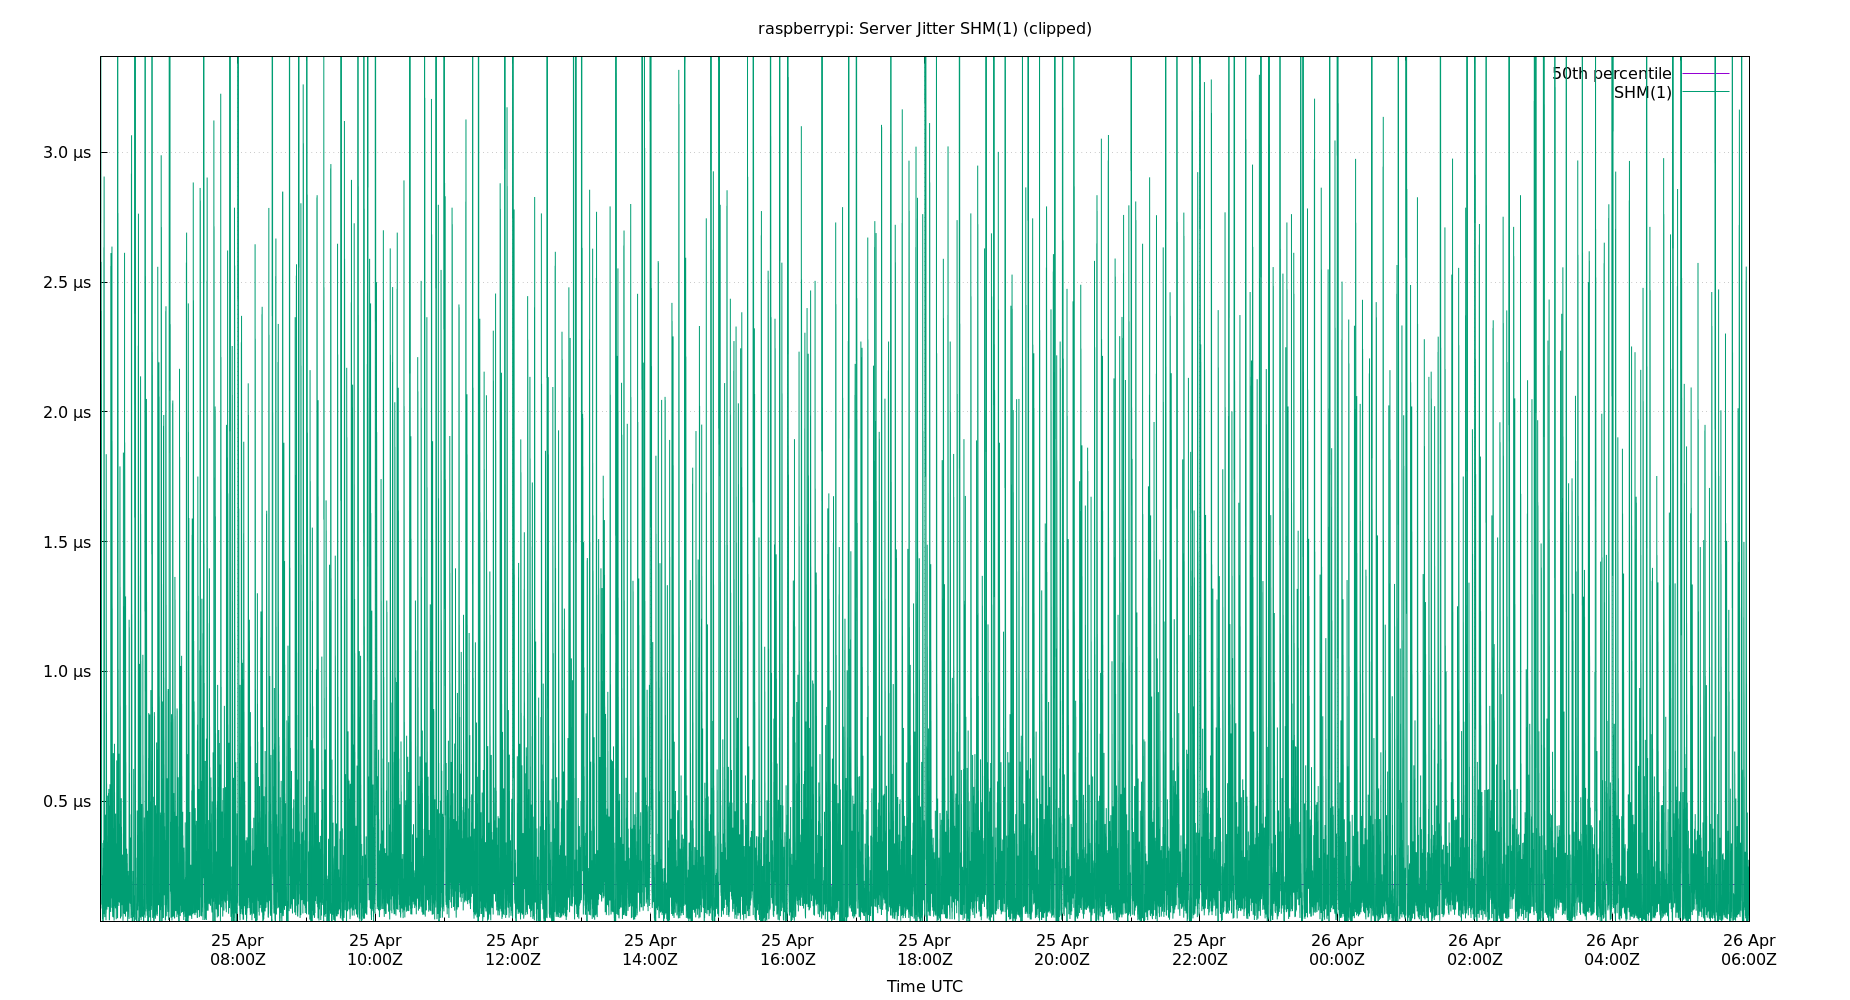 raspberrypi: Server Jitter SHM(1) (clipped)
50th percentile
SHM(1)
3.0 μs
2.5 μs
2.0 μs
1.5 μs
1.0 μs
0.5 μs
25 Apr 25 Apr 25 Apr 25 Apr 25 Apr 25 Apr 25 Apr 25 Apr 26 Apr 26 Apr 26 Apr 26 Apr
08:00Z 10:00Z 12:00Z 14:00Z 16:00Z 18:00Z 20:00Z 22:00Z 00:00Z 02:00Z 04:00Z 06:00Z
Time UTC